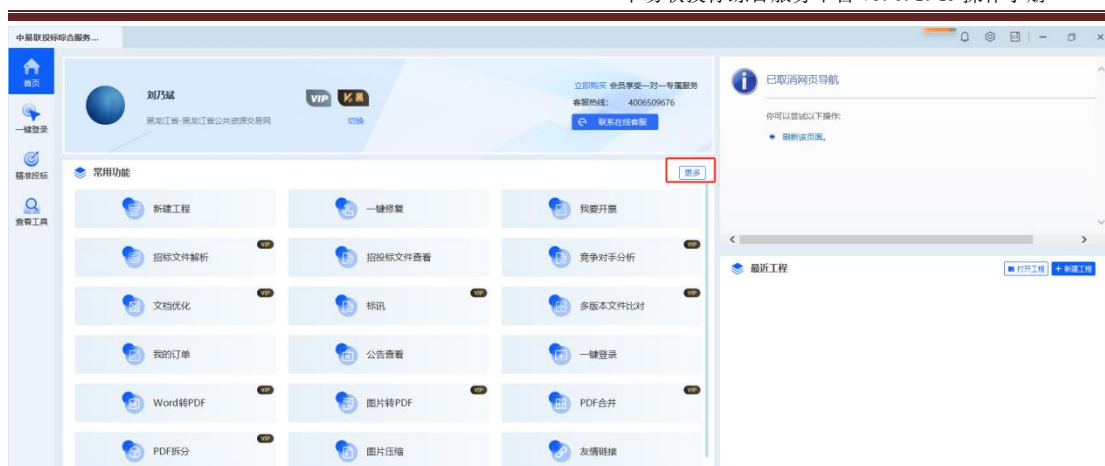 中易联投标综合服务...
首页
一键登录
精准投标
查看工具
刘乃斌
黑龙江省-黑龙江省公共资源交易网
VIP
黑
切换
立即购买 会员享受一对一专属服务
客服热线: 4006509676
联系在线客服
常用功能
更多
新建工程
一键修复
我要开票
招标文件解析
VIP
招投标文件查看
竞争对手分析
VIP
文档优化
VIP
标讯
VIP
多版本文件比对
VIP
我的订单
公告查看
一键登录
Word转PDF
VIP
图片转PDF
VIP
PDF合并
VIP
PDF拆分
VIP
图片压缩
友情链接
已取消网页导航
你可以尝试以下操作:
刷新该页面。
最近工程
打开工程
+ 新建工程